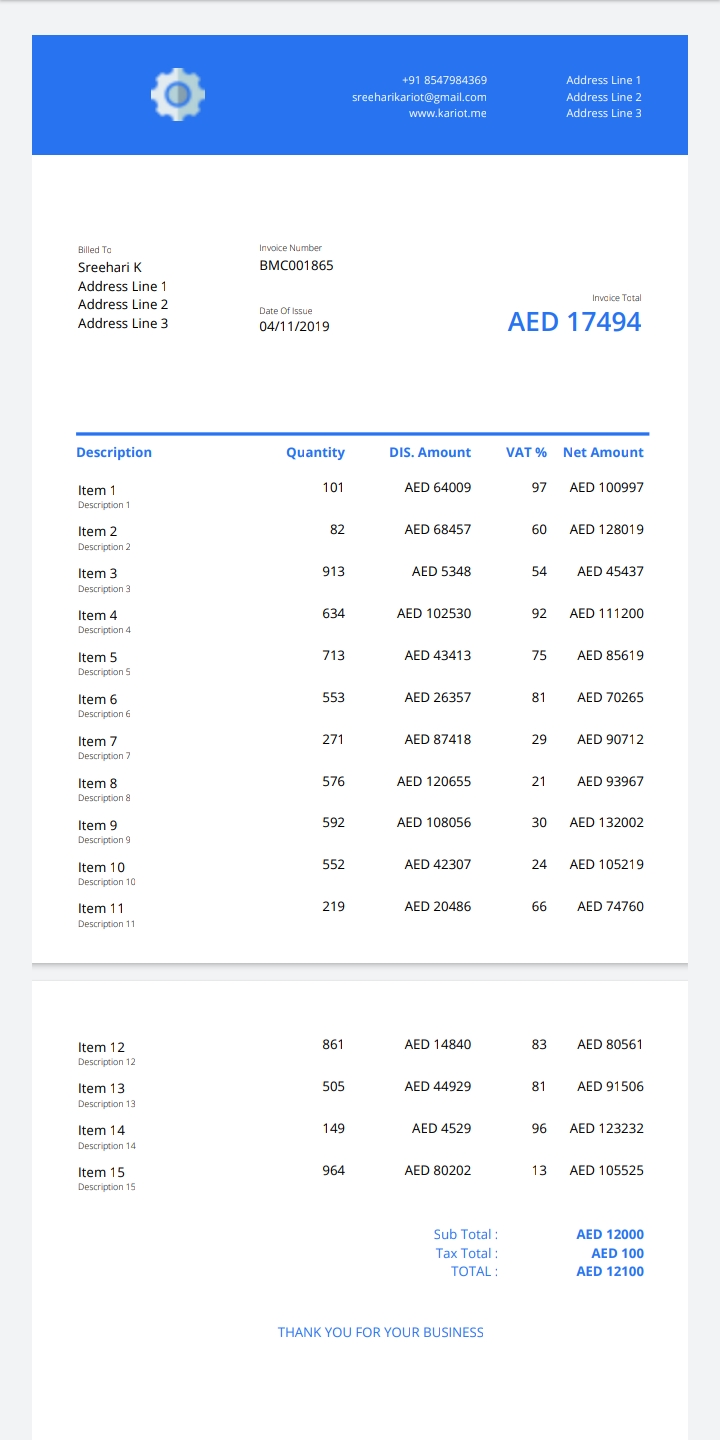 +91 8547984369
sreeharikariot@gmail.com
www.kariot.me
Address Line 1
Address Line 2
Address Line 3
Billed To
Sreehari K
Address Line 1
Address Line 2
Address Line 3
Invoice Number
BMC001865
Date Of Issue
04/11/2019
Invoice Total
AED 17494
Description Quantity DIS. Amount VAT % Net Amount
Item 1 101 AED 64009 97 AED 100997
Description 1
Item 2 82 AED 68457 60 AED 128019
Description 2
Item 3 913 AED 5348 54 AED 45437
Description 3
Item 4 634 AED 102530 92 AED 111200
Description 4
Item 5 713 AED 43413 75 AED 85619
Description 5
Item 6 553 AED 26357 81 AED 70265
Description 6
Item 7 271 AED 87418 29 AED 90712
Description 7
Item 8 576 AED 120655 21 AED 93967
Description 8
Item 9 592 AED 108056 30 AED 132002
Description 9
Item 10 552 AED 42307 24 AED 105219
Description 10
Item 11 219 AED 20486 66 AED 74760
Description 11
Item 12 861 AED 14840 83 AED 80561
Description 12
Item 13 505 AED 44929 81 AED 91506
Description 13
Item 14 149 AED 4529 96 AED 123232
Description 14
Item 15 964 AED 80202 13 AED 105525
Description 15
Sub Total : AED 12000
Tax Total : AED 100
TOTAL : AED 12100
THANK YOU FOR YOUR BUSINESS